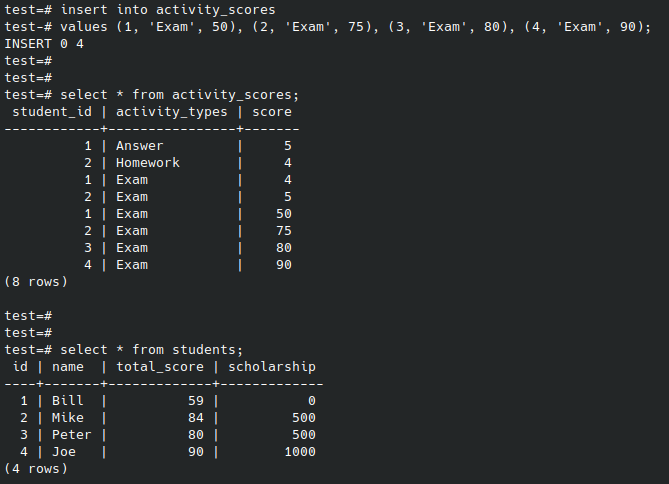 test=# insert into activity_scores
test-# values (1, 'Exam', 50), (2, 'Exam', 75), (3, 'Exam', 80), (4, 'Exam', 90);
INSERT 0 4
test=#
test=#
test=# select * from activity_scores;
 student_id | activity_types | score
------------+----------------+-------
          1 | Answer         |     5
          2 | Homework       |     4
          1 | Exam           |     4
          2 | Exam           |     5
          1 | Exam           |    50
          2 | Exam           |    75
          3 | Exam           |    80
          4 | Exam           |    90
(8 rows)

test=#
test=#
test=# select * from students;
 id | name  | total_score | scholarship
----+-------+-------------+-------------
  1 | Bill  |          59 |           0
  2 | Mike  |          84 |         500
  3 | Peter |          80 |         500
  4 | Joe   |          90 |        1000
(4 rows)